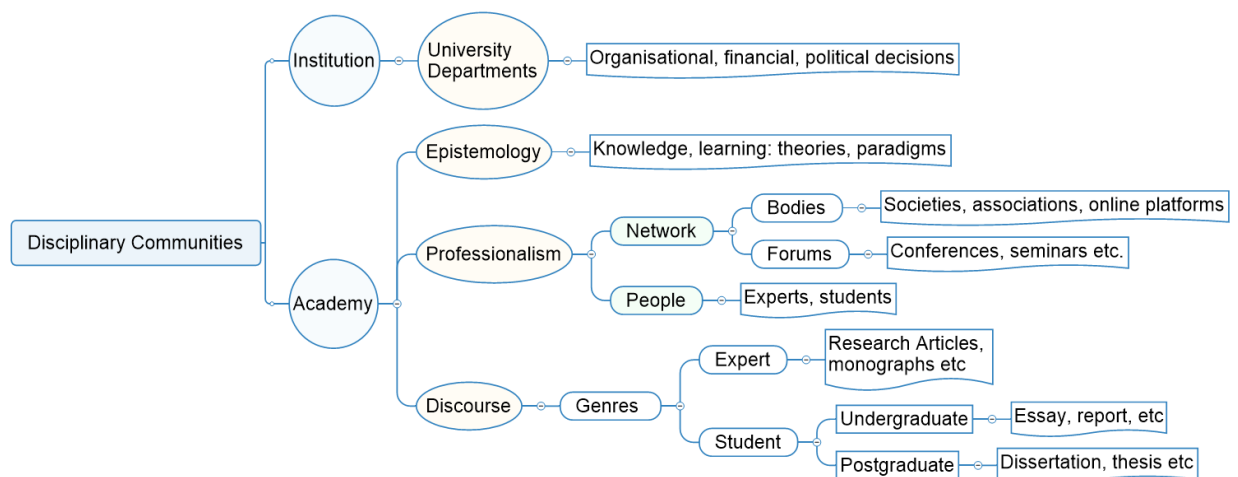 Disciplinary Communities
Institution
University
Departments
Organisational, financial, political decisions
Academy
Epistemology
Knowledge, learning: theories, paradigms
Professionalism
Network
Bodies
Societies, associations, online platforms
Forums
Conferences, seminars etc.
People
Experts, students
Discourse
Genres
Expert
Research Articles,
monographs etc
Student
Undergraduate
Essay, report, etc
Postgraduate
Dissertation, thesis etc